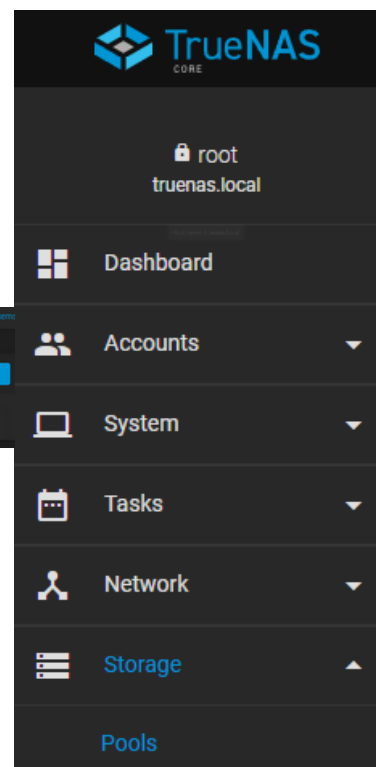 TrueNAS
CORE
root
truenas.local
Dashboard
Accounts
System
Tasks
Network
Storage
Pools